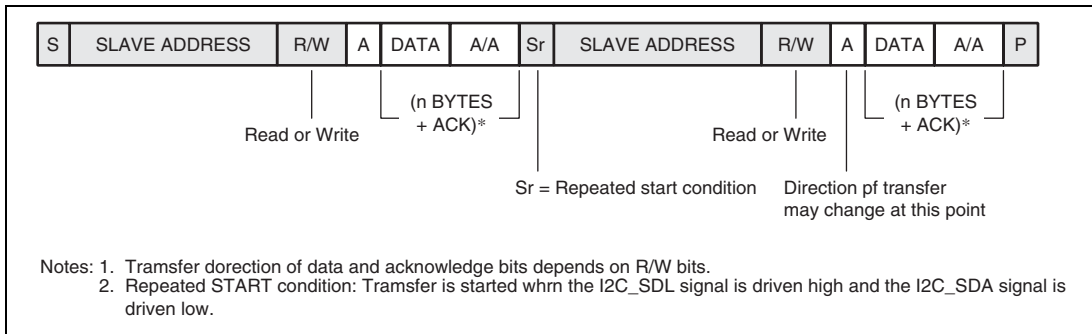 S SLAVE ADDRESS R/W A DATA A/A Sr SLAVE ADDRESS R/W A DATA A/A P
(n BYTES
+ ACK)*
(n BYTES
+ ACK)*
Read or Write
Read or Write
Sr = Repeated start condition
Direction pf transfer
may change at this point
Notes: 1. Tramsfer dorection of data and acknowledge bits depends on R/W bits.
2. Repeated START condition: Transfer is started whrn the I2C_SDL signal is driven high and the I2C_SDA signal is
driven low.